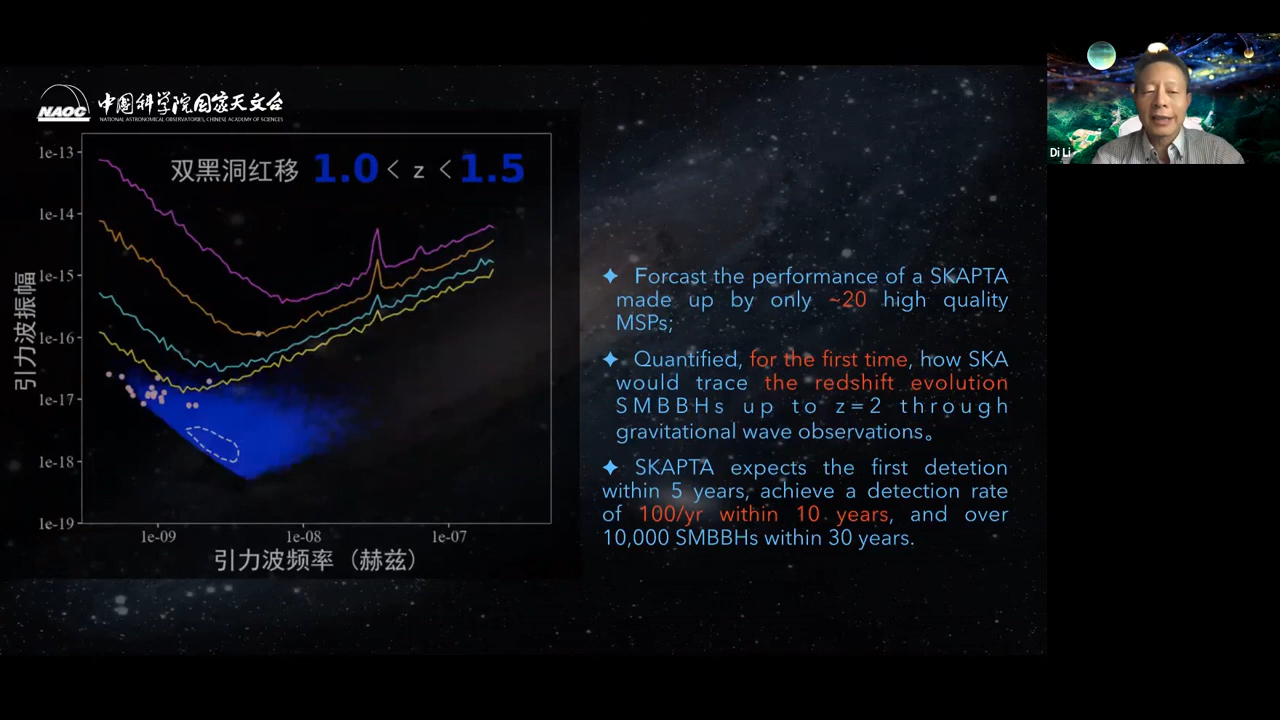 NAOC 中国科学院国家天文台
NATIONAL ASTRONOMICAL OBSERVATORIES, CHINESE ACADEMY OF SCIENCES
双黑洞红移 1.0 < z < 1.5
引力波振幅
1e-13
1e-14
1e-15
1e-16
1e-17
1e-18
1e-19
1e-09 1e-08 1e-07
引力波频率（赫兹）
✦ Forcast the performance of a SKAPTA
made up by only ~20 high quality
MSPs;
✦ Quantified, for the first time, how SKA
would trace the redshift evolution
SMBBHs up to z=2 through
gravitational wave observations。
✦ SKAPTA expects the first detetion
within 5 years, achieve a detection rate
of 100/yr within 10 years, and over
10,000 SMBBHs within 30 years.
Di Li